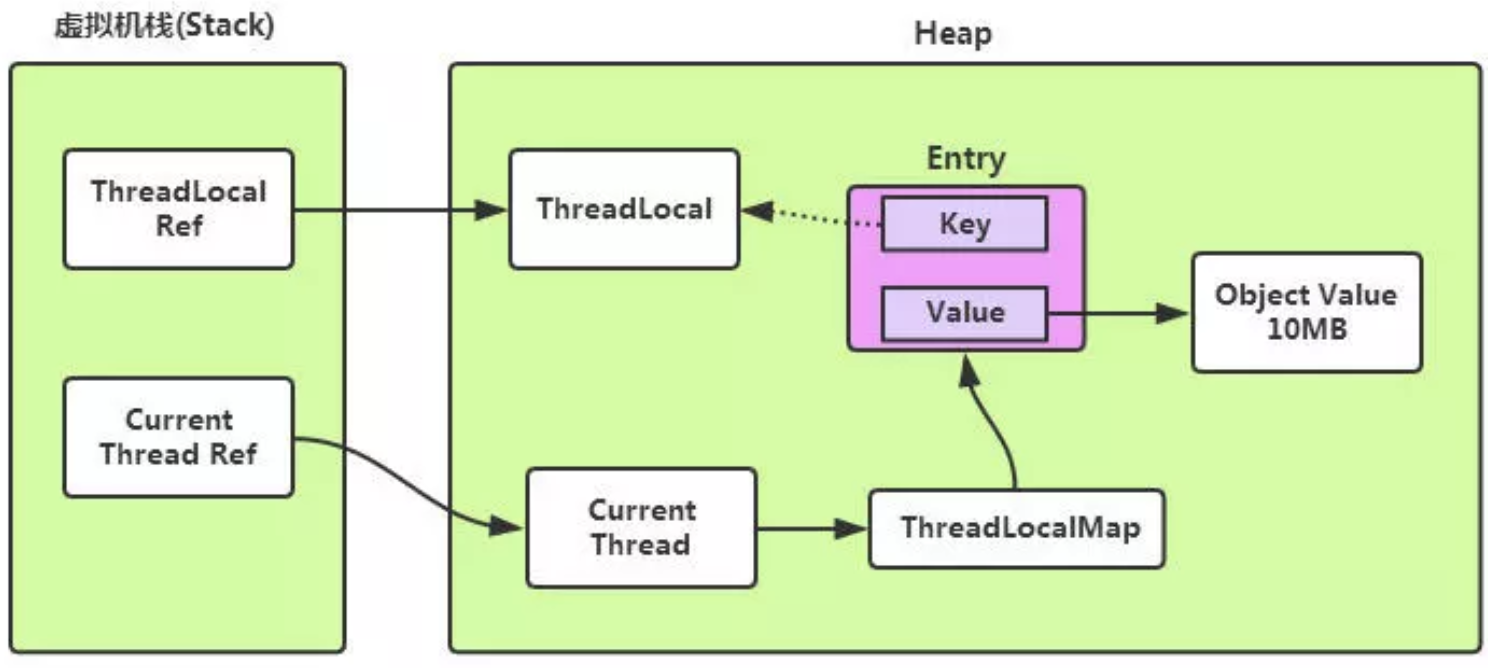 虚拟机栈(Stack)
Heap
ThreadLocal
Ref
ThreadLocal
Entry
Key
Value
Object Value
10MB
Current
Thread Ref
Current
Thread
ThreadLocalMap